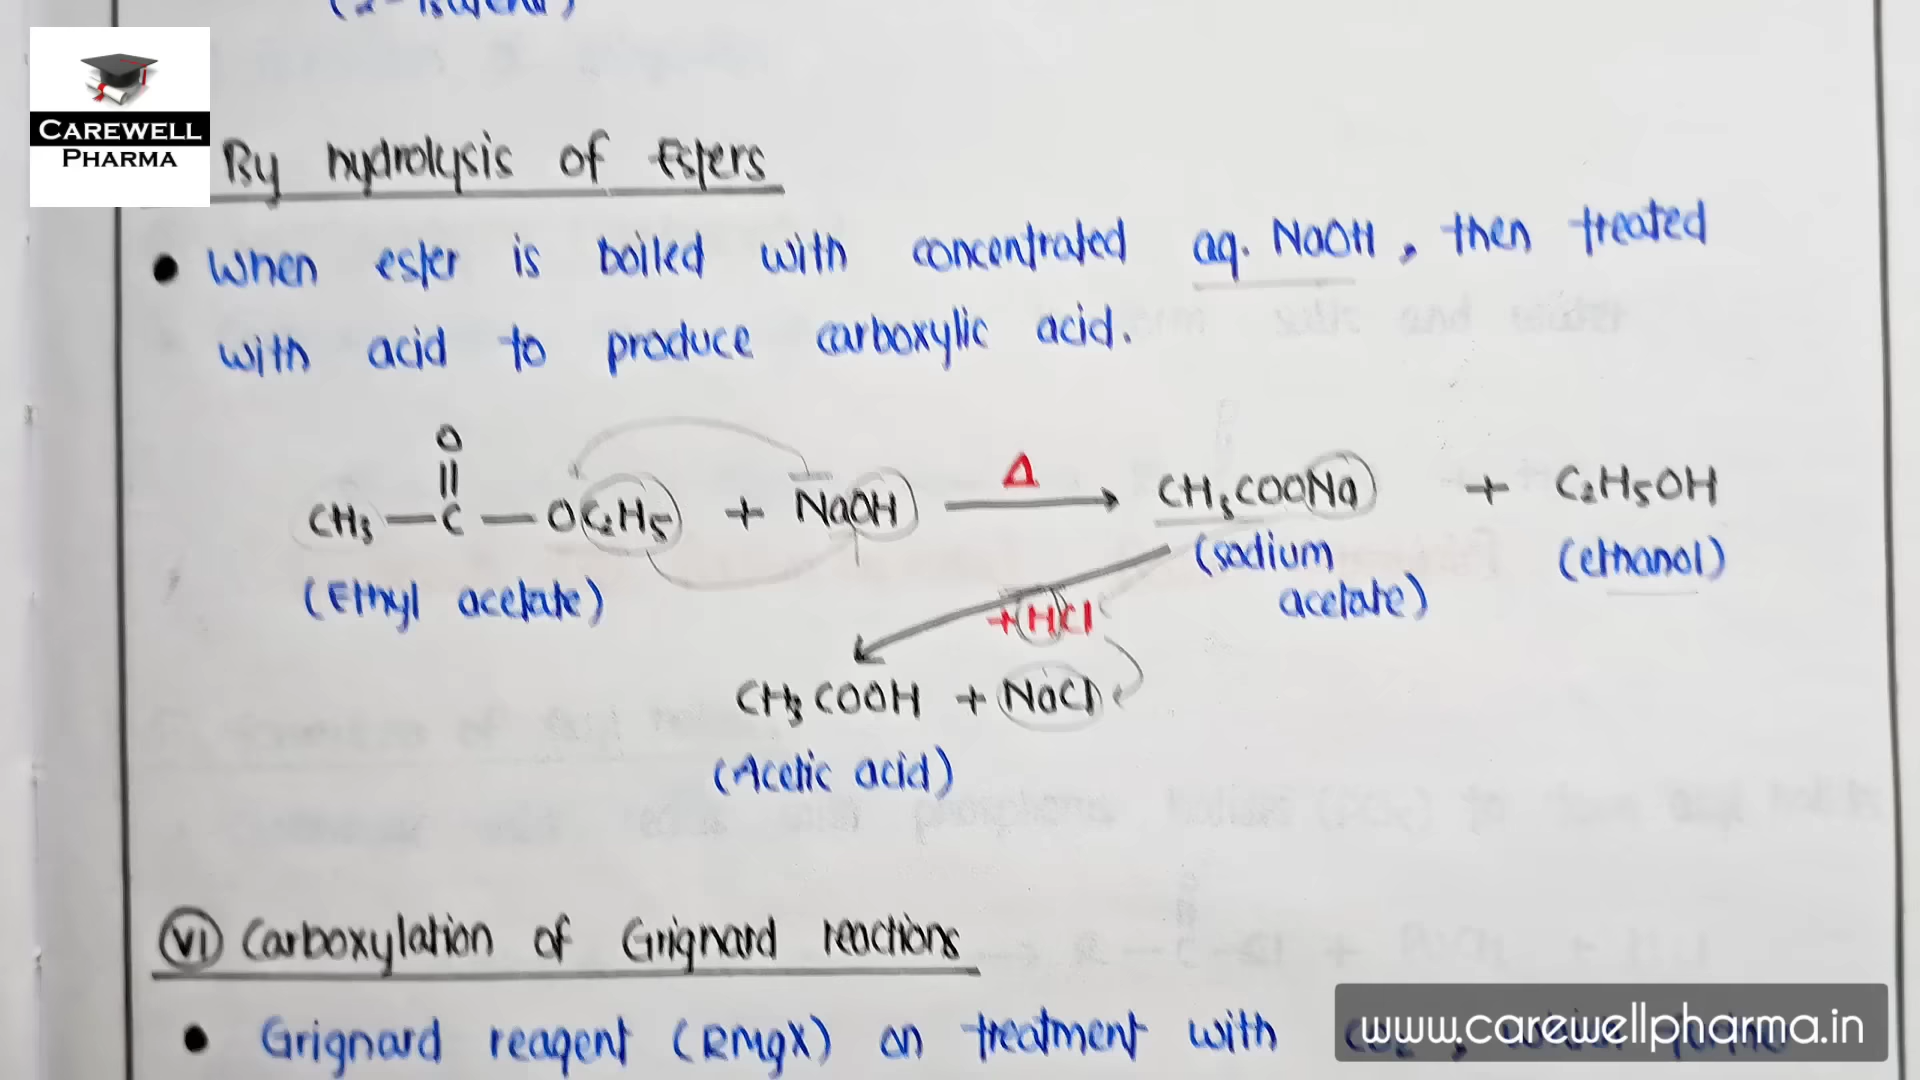 CAREWELL
PHARMA
By hydrolysis of Esters
• When ester is boiled with concentrated aq. NaOH, then treated
with acid to produce carboxylic acid.
O
||
CH₃ — C — OC₂H₅ + NaOH —Δ→ CH₃COONa + C₂H₅OH
(Ethyl acetate) (sodium acetate) (ethanol)
+HCl
CH₃COOH + NaCl
(Acetic acid)
(VI) Carboxylation of Grignard reactions
• Grignard reagent (RMgX) on treatment with
www.carewellpharma.in